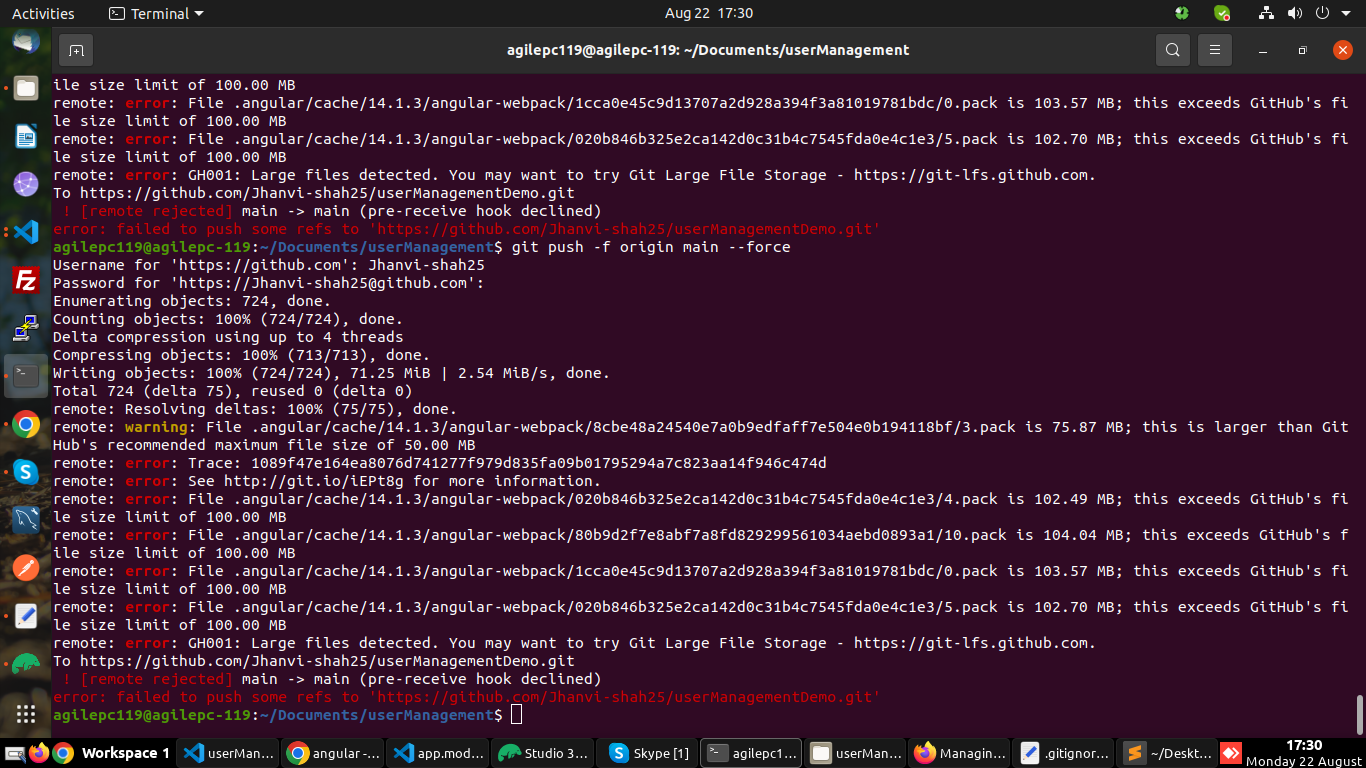 Activities
Terminal
Aug 22 17:30
agilepc119@agilepc-119: ~/Documents/userManagement
ile size limit of 100.00 MB
remote: error: File .angular/cache/14.1.3/angular-webpack/1cca0e45c9d13707a2d928a394f3a81019781bdc/0.pack is 103.57 MB; this exceeds GitHub's fi
le size limit of 100.00 MB
remote: error: File .angular/cache/14.1.3/angular-webpack/020b846b325e2ca142d0c31b4c7545fda0e4c1e3/5.pack is 102.70 MB; this exceeds GitHub's fi
le size limit of 100.00 MB
remote: error: GH001: Large files detected. You may want to try Git Large File Storage - https://git-lfs.github.com.
To https://github.com/Jhanvi-shah25/userManagementDemo.git
 ! [remote rejected] main -> main (pre-receive hook declined)
error: failed to push some refs to 'https://github.com/Jhanvi-shah25/userManagementDemo.git'
agilepc119@agilepc-119:~/Documents/userManagement$ git push -f origin main --force
Username for 'https://github.com': Jhanvi-shah25
Password for 'https://Jhanvi-shah25@github.com':
Enumerating objects: 724, done.
Counting objects: 100% (724/724), done.
Delta compression using up to 4 threads
Compressing objects: 100% (713/713), done.
Writing objects: 100% (724/724), 71.25 MiB | 2.54 MiB/s, done.
Total 724 (delta 75), reused 0 (delta 0)
remote: Resolving deltas: 100% (75/75), done.
remote: warning: File .angular/cache/14.1.3/angular-webpack/8cbe48a24540e7a0b9edfaff7e504e0b194118bf/3.pack is 75.87 MB; this is larger than Git
Hub's recommended maximum file size of 50.00 MB
remote: error: Trace: 1089f47e164ea8076d741277f979d835fa09b01795294a7c823aa14f946c474d
remote: error: See http://git.io/iEPt8g for more information.
remote: error: File .angular/cache/14.1.3/angular-webpack/020b846b325e2ca142d0c31b4c7545fda0e4c1e3/4.pack is 102.49 MB; this exceeds GitHub's fi
le size limit of 100.00 MB
remote: error: File .angular/cache/14.1.3/angular-webpack/80b9d2f7e8abf7a8fd829299561034aebd0893a1/10.pack is 104.04 MB; this exceeds GitHub's f
ile size limit of 100.00 MB
remote: error: File .angular/cache/14.1.3/angular-webpack/1cca0e45c9d13707a2d928a394f3a81019781bdc/0.pack is 103.57 MB; this exceeds GitHub's fi
le size limit of 100.00 MB
remote: error: File .angular/cache/14.1.3/angular-webpack/020b846b325e2ca142d0c31b4c7545fda0e4c1e3/5.pack is 102.70 MB; this exceeds GitHub's fi
le size limit of 100.00 MB
remote: error: GH001: Large files detected. You may want to try Git Large File Storage - https://git-lfs.github.com.
To https://github.com/Jhanvi-shah25/userManagementDemo.git
 ! [remote rejected] main -> main (pre-receive hook declined)
error: failed to push some refs to 'https://github.com/Jhanvi-shah25/userManagementDemo.git'
agilepc119@agilepc-119:~/Documents/userManagement$
Workspace 1
userMan...
angular -...
app.mod...
Studio 3...
Skype [1]
agilepc1...
userMan...
Managin...
.gitignor...
~/Deskt...
17:30
Monday 22 August